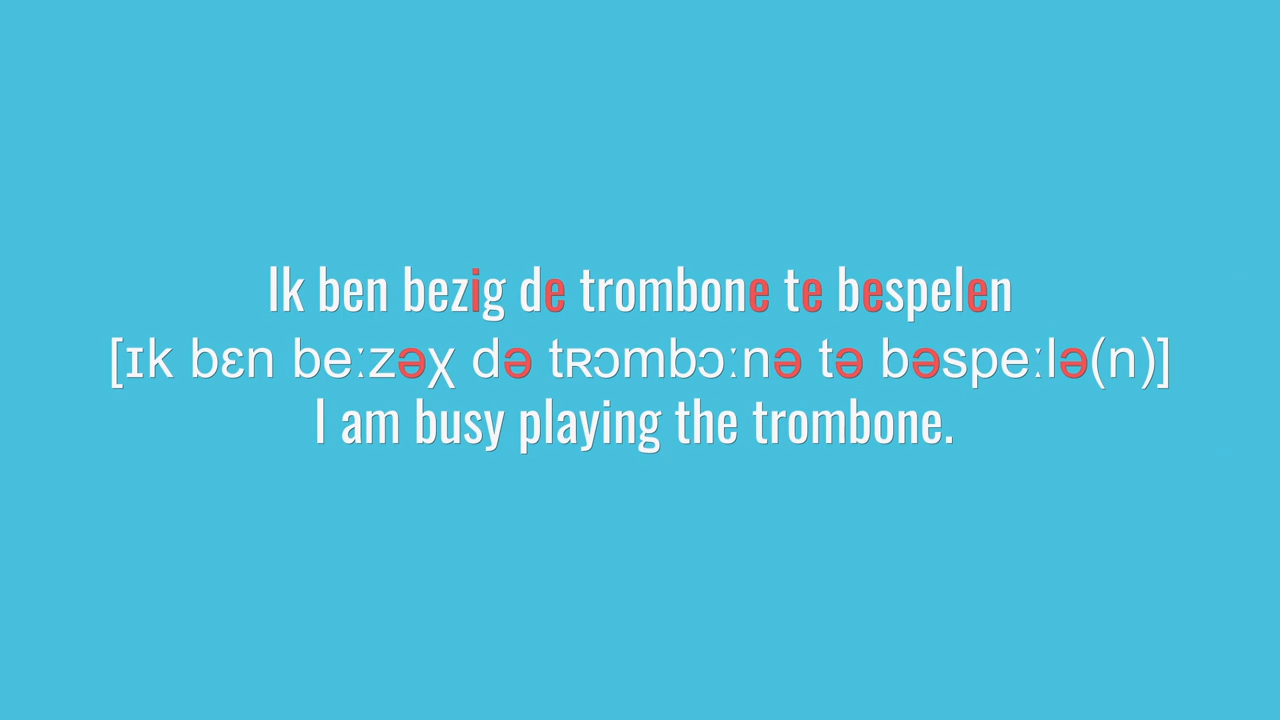 Ik ben bezig de trombone te bespelen
[ɪk bɛn beːzəχ də tʀɔmbɔːnə tə bəspeːlə(n)]
I am busy playing the trombone.